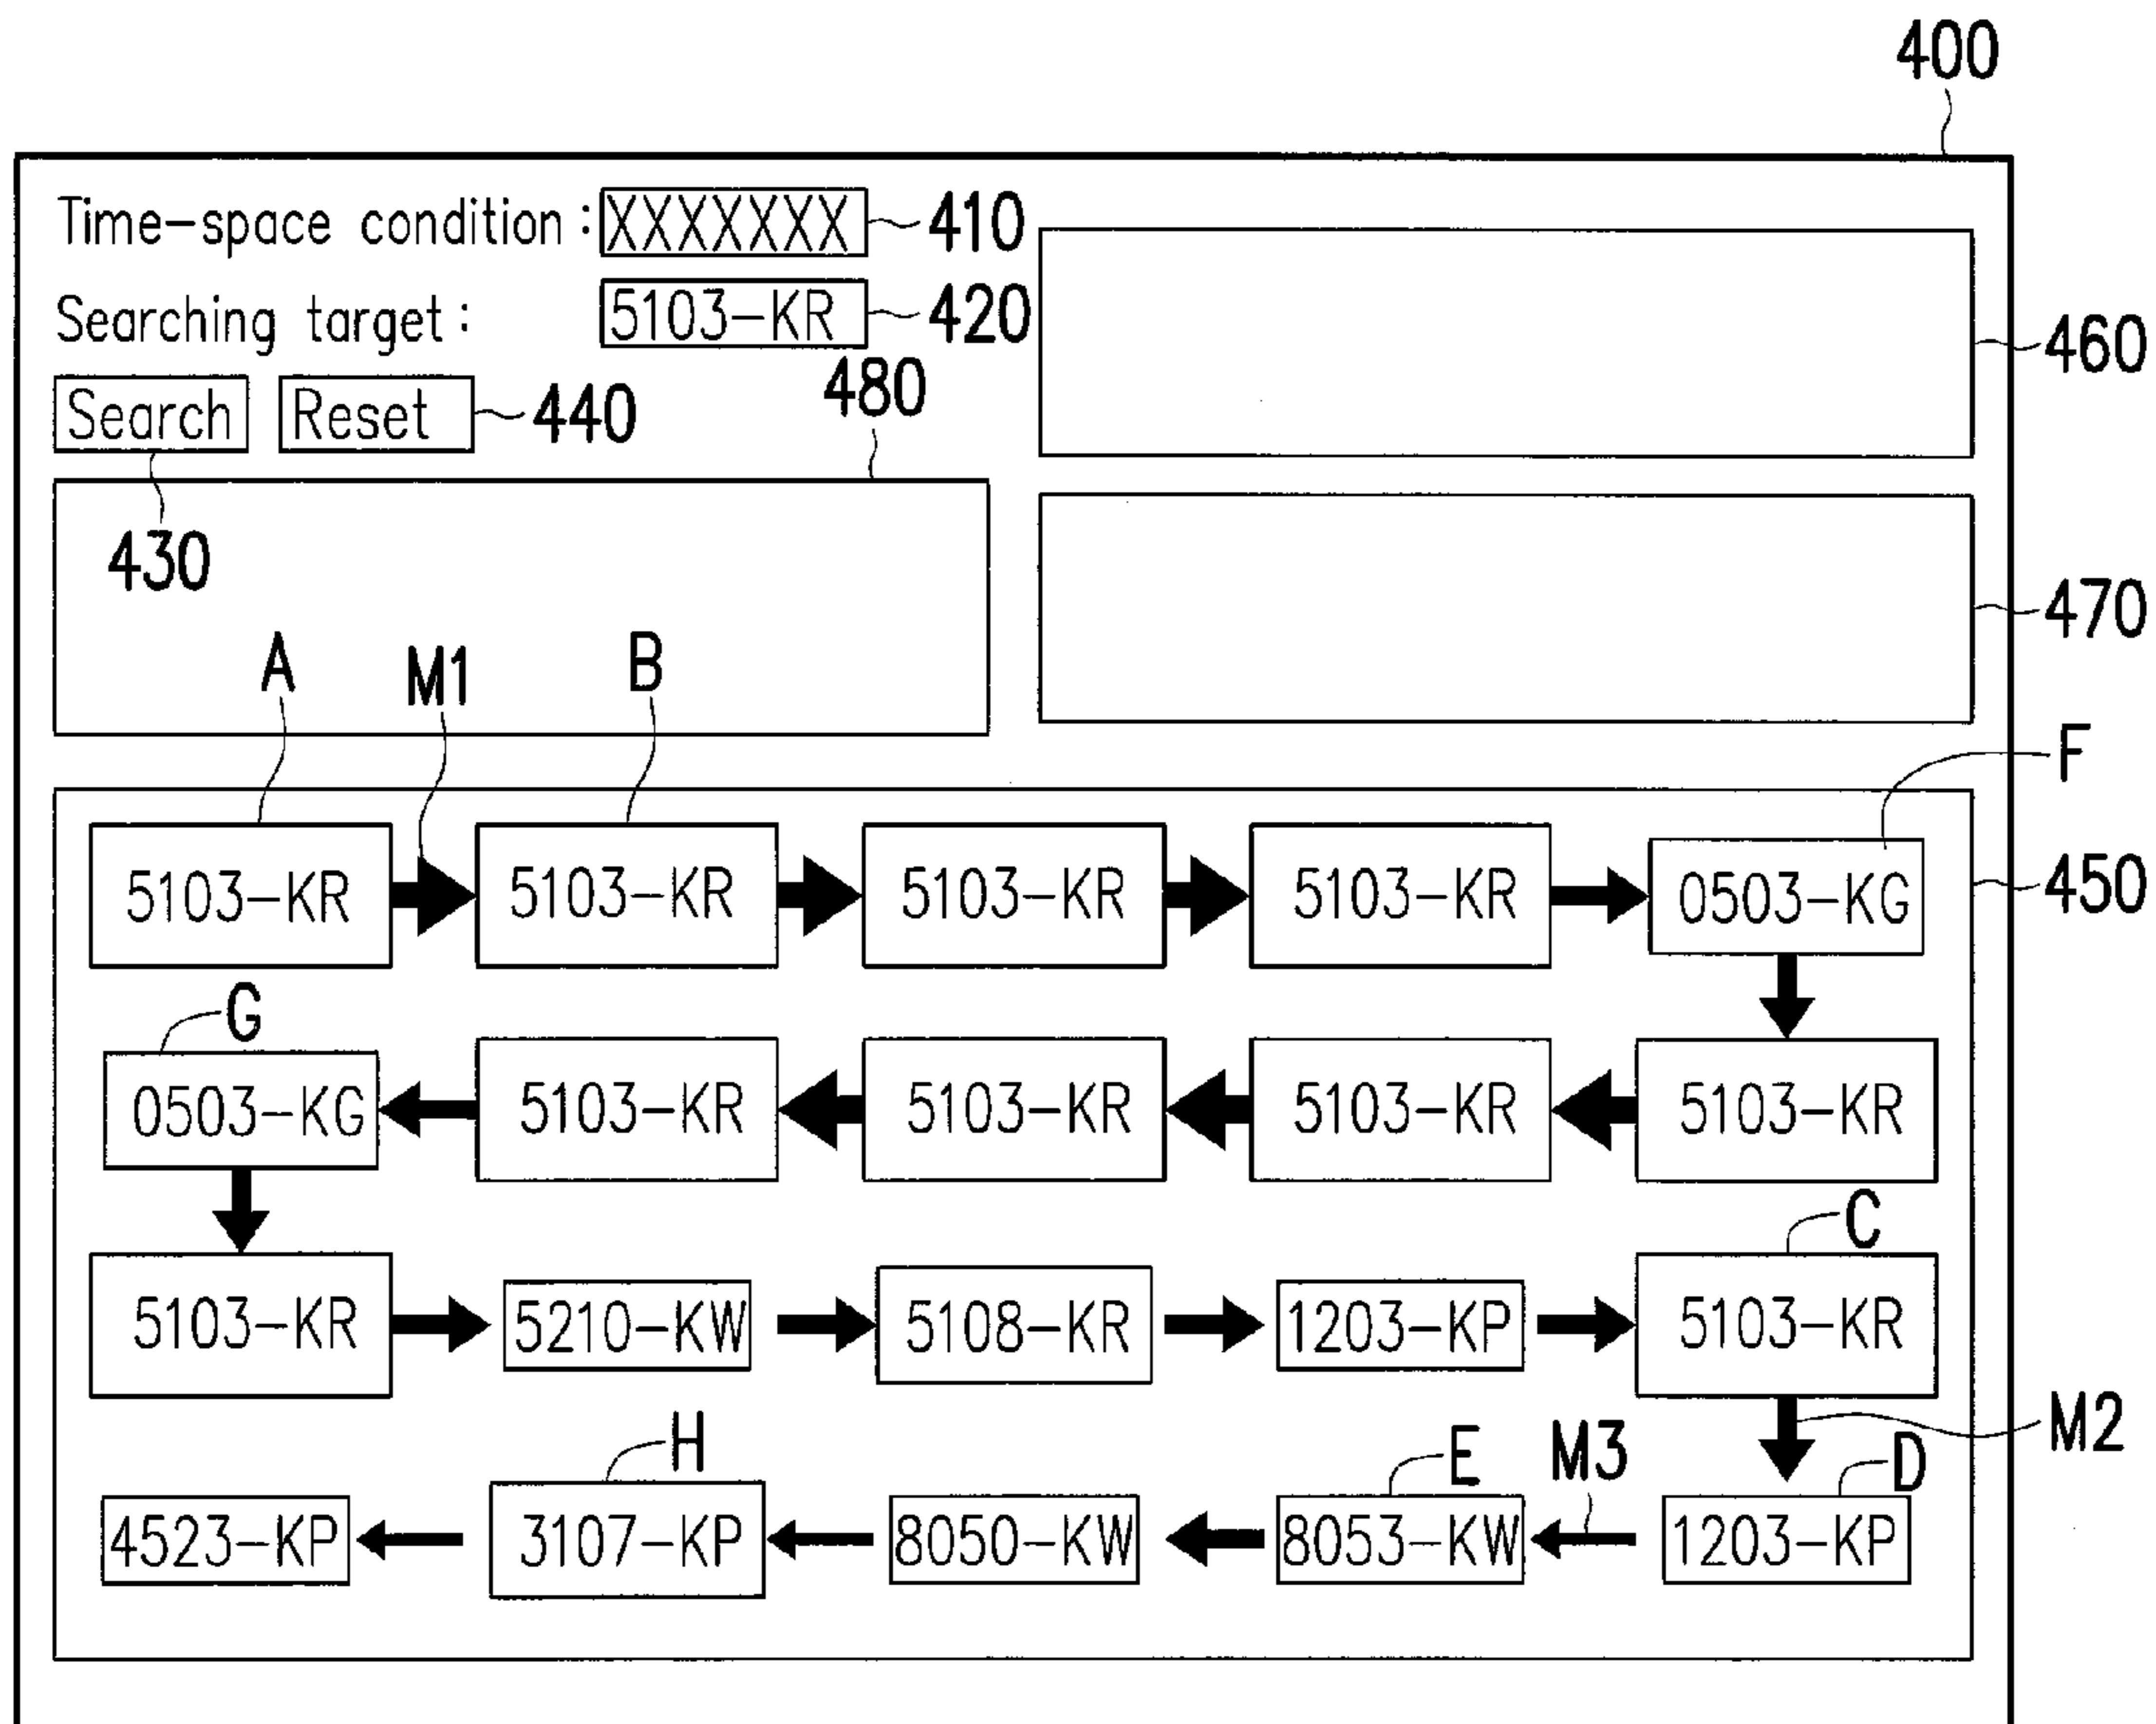 400
Time-space condition : XXXXXXX 410
Searching target : 5103-KR 420
460
Search Reset 440 480
430
470
A M1 B
F
5103-KR 5103-KR 5103-KR 5103-KR 0503-KG 450
G
0503-KG 5103-KR 5103-KR 5103-KR 5103-KR
C
5103-KR 5210-KW 5108-KR 1203-KP 5103-KR
M2
H E M3 D
4523-KP 3107-KP 8050-KW 8053-KW 1203-KP